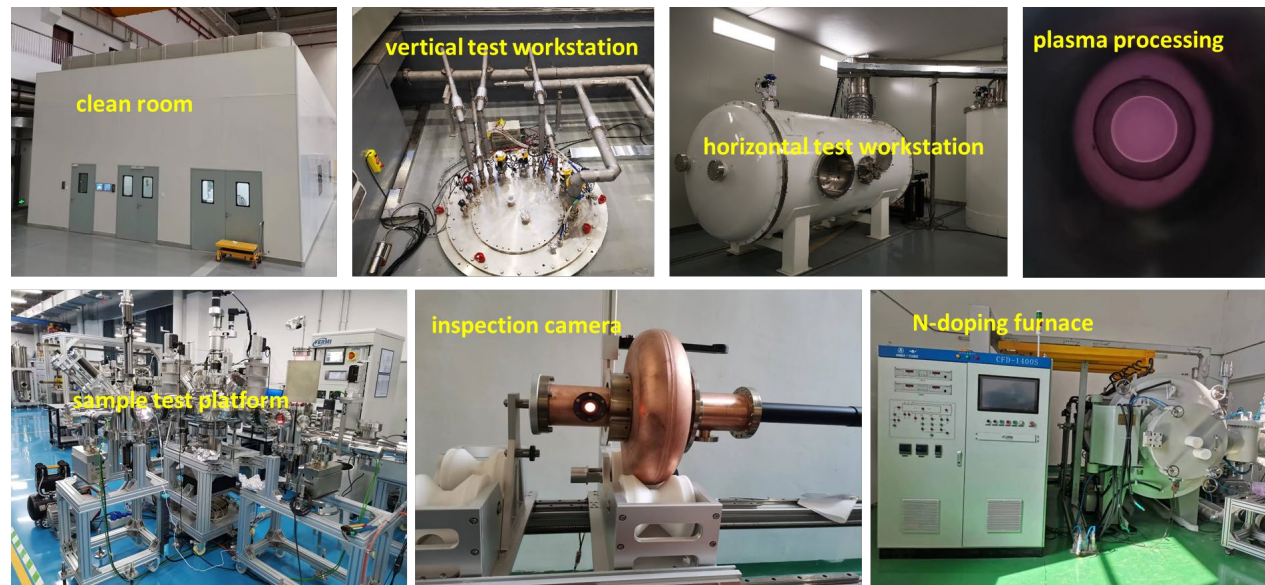 clean room
vertical test workstation
horizontal test workstation
plasma processing
sample test platform
FERMI
inspection camera
N-doping furnace
CFD-1400S